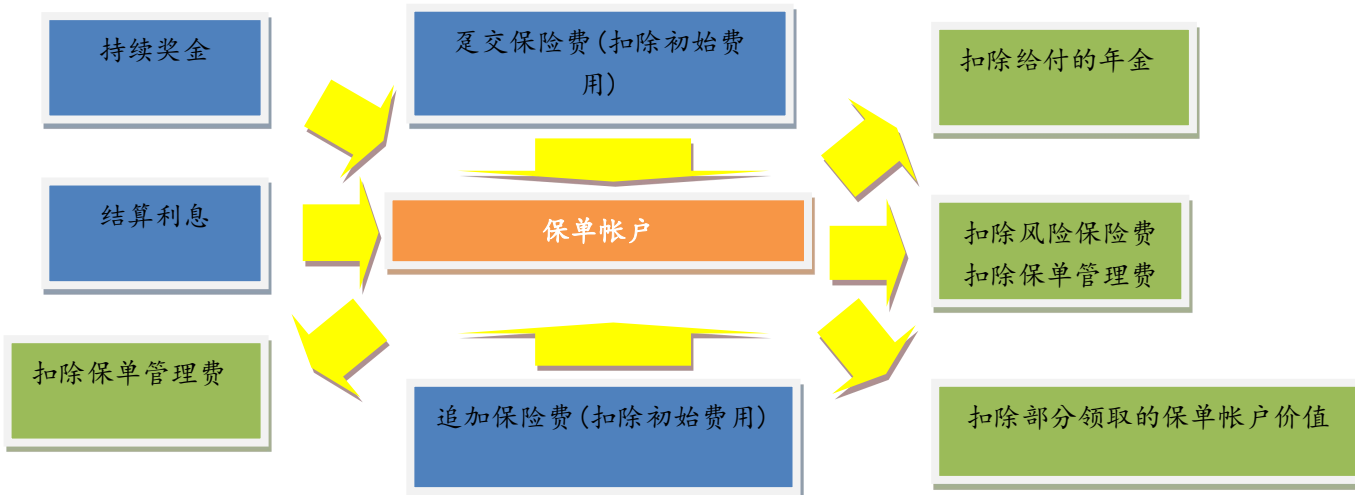 持续奖金
趸交保险费(扣除初始费
用)
扣除给付的年金
结算利息
保单帐户
扣除风险保险费
扣除保单管理费
扣除保单管理费
追加保险费(扣除初始费用)
扣除部分领取的保单帐户价值